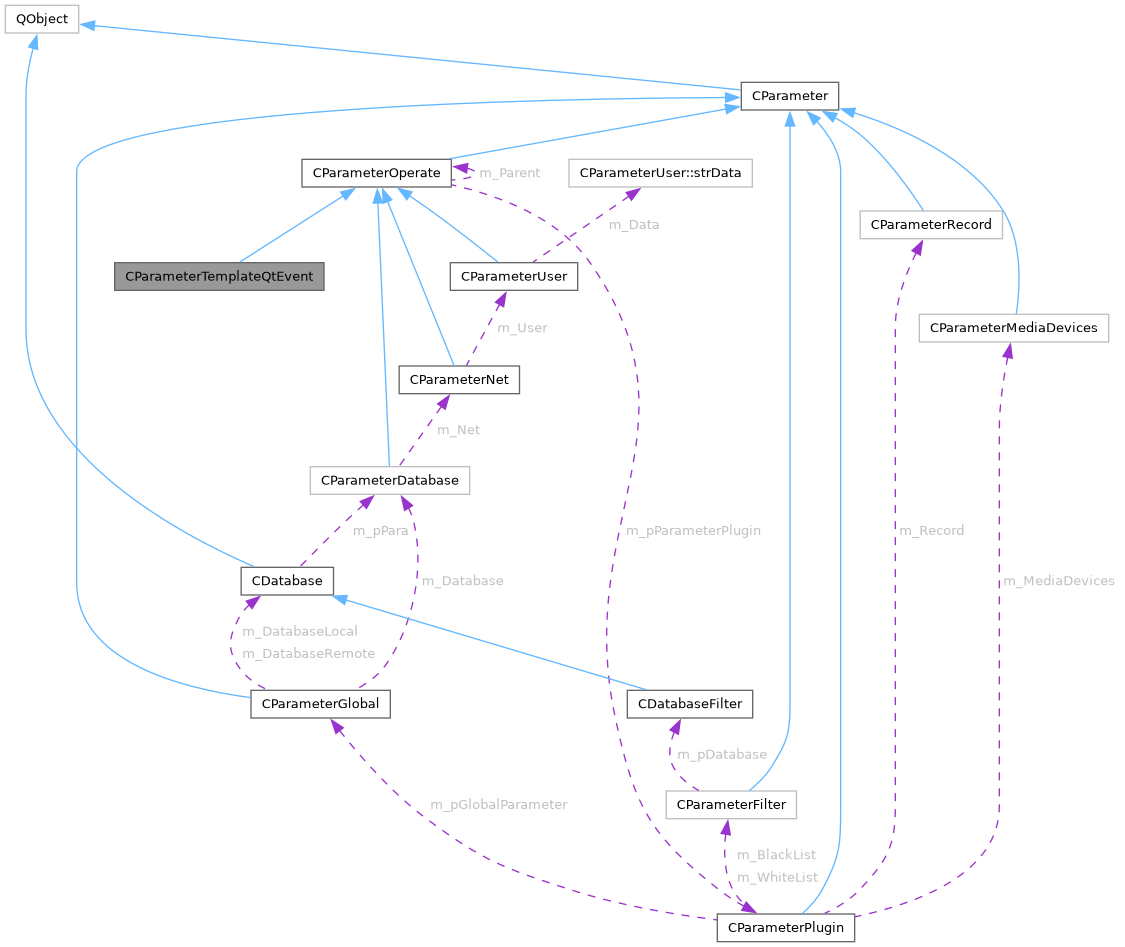 QObject
CParameter
CParameterOperate
m_Parent
CParameterUser::strData
m_Data
CParameterRecord
CParameterTemplateQtEvent
CParameterUser
m_User
CParameterMediaDevices
CParameterNet
m_Net
CParameterDatabase
m_pPara
m_pParameterPlugin
m_Record
CDatabase
m_Database
m_MediaDevices
m_DatabaseLocal
m_DatabaseRemote
CParameterGlobal
CDatabaseFilter
m_pDatabase
m_pGlobalParameter
CParameterFilter
m_BlackList
m_WhiteList
CParameterPlugin